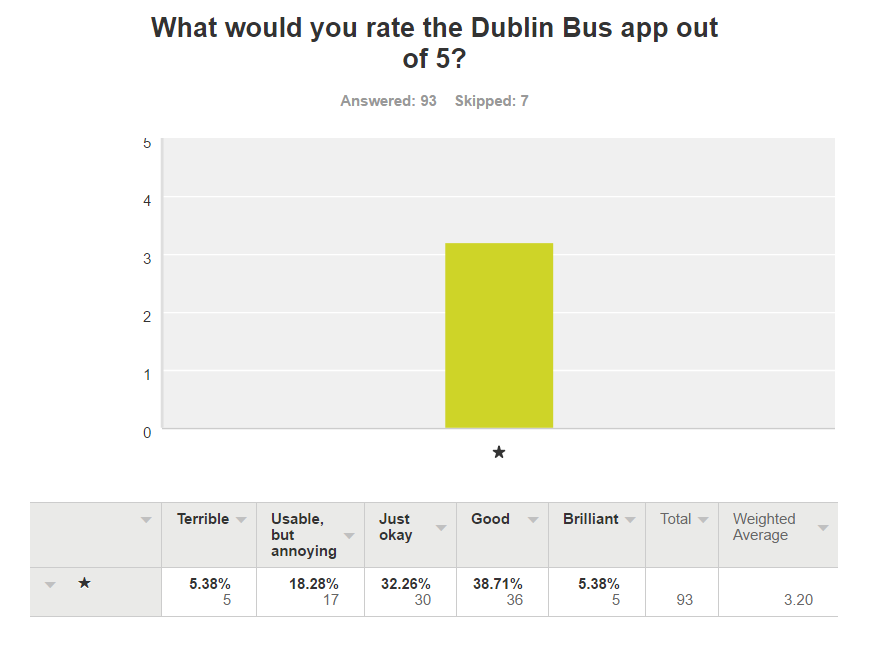 What would you rate the Dublin Bus app out
of 5?
Answered: 93 Skipped: 7
5
4
3
2
1
0
★
Terrible Usable, but annoying Just okay Good Brilliant Total Weighted Average
★ 5.38% 18.28% 32.26% 38.71% 5.38%
5 17 30 36 5 93 3.20